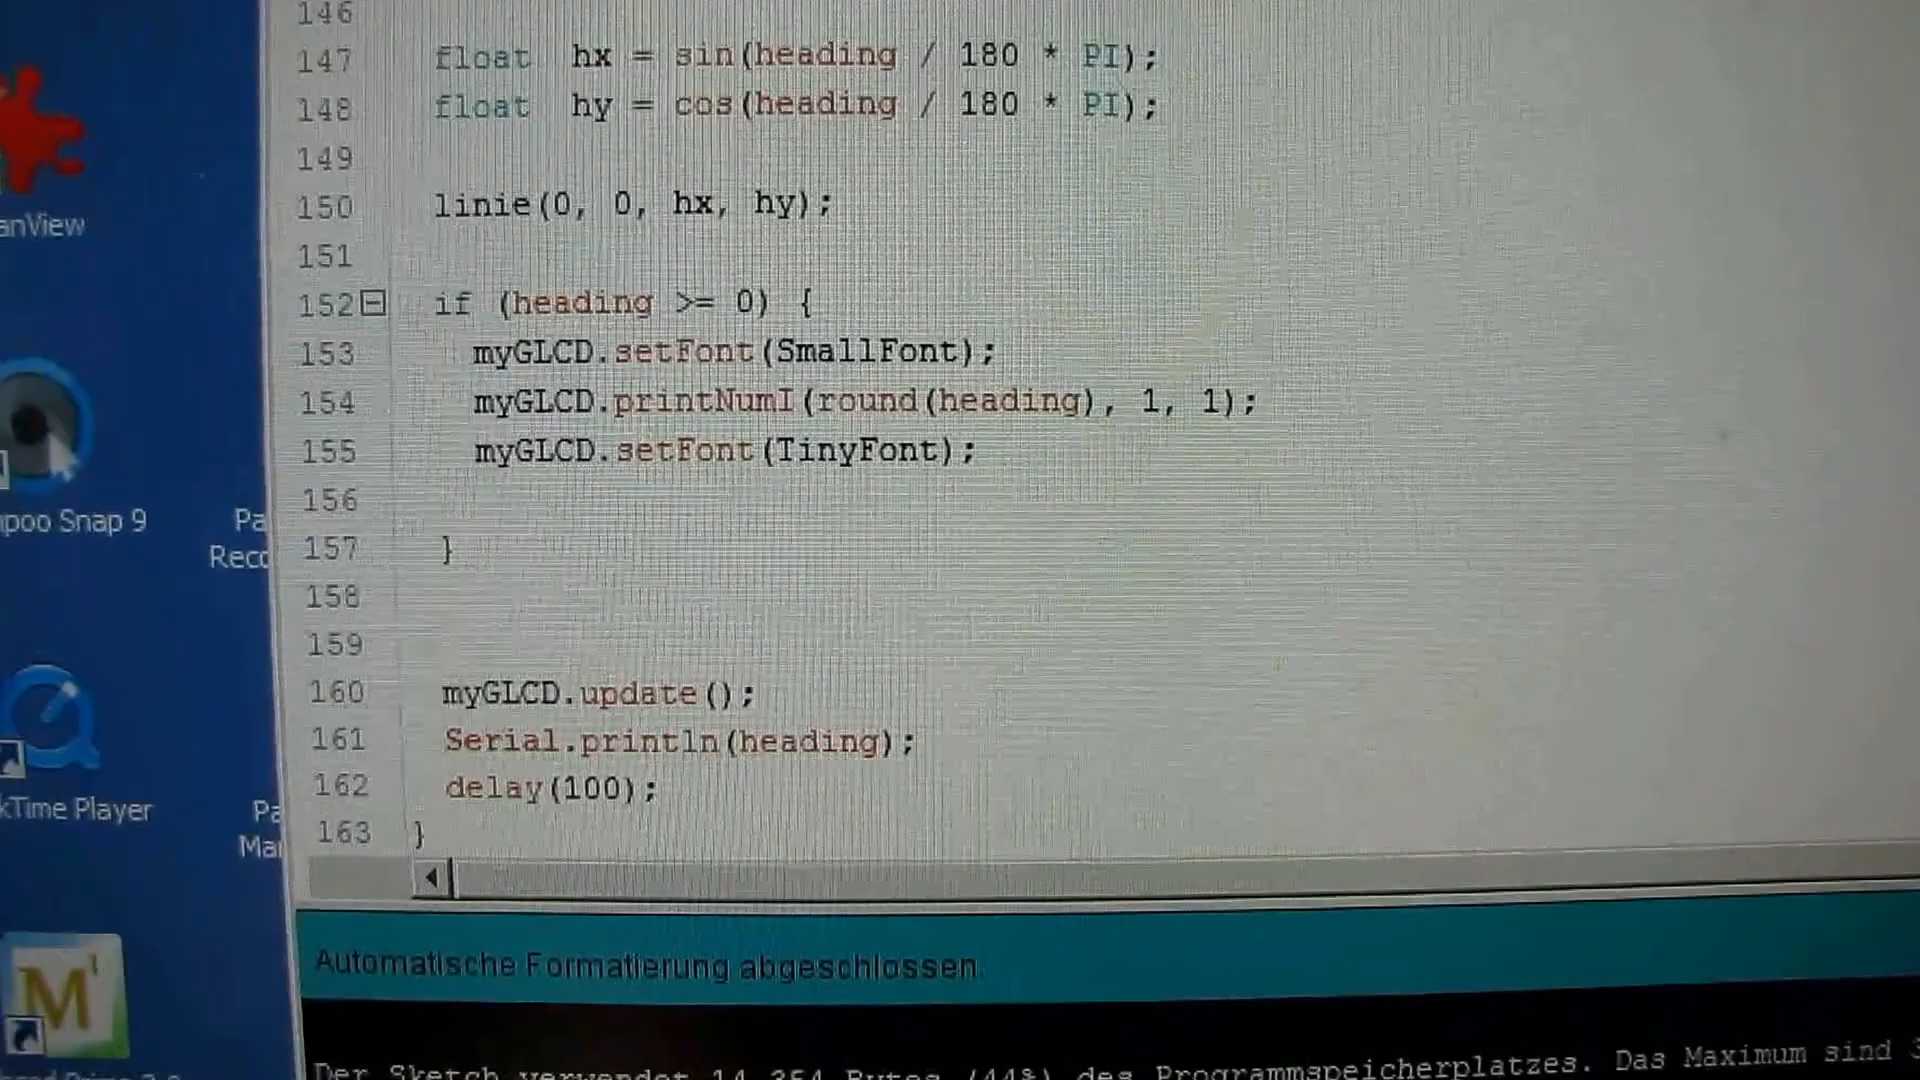 146
147 float hx = sin(heading / 180 * PI);
148 float hy = cos(heading / 180 * PI);
149
150 linie(0, 0, hx, hy);
151
152 if (heading >= 0) {
153 myGLCD.setFont(SmallFont);
154 myGLCD.printNumI(round(heading), 1, 1);
155 myGLCD.setFont(TinyFont);
156
157 }
158
159
160 myGLCD.update();
161 Serial.println(heading);
162 delay(100);
163 }
Automatische Formatierung abgeschlossen.
Der Sketch verwendet 14.354 Bytes (44%) des Programmspeicherplatzes. Das Maximum sind 3
anView
poo Snap 9
Pa
Reco
kTime Player
Pa
Mar
M